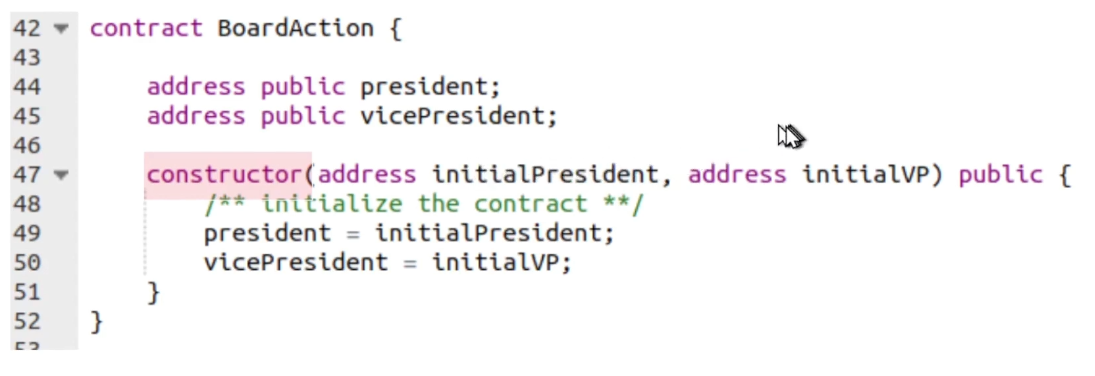 42 contract BoardAction {
43
44 address public president;
45 address public vicePresident;
46
47 constructor(address initialPresident, address initialVP) public {
48 /** initialize the contract **/
49 president = initialPresident;
50 vicePresident = initialVP;
51 }
52 }
53